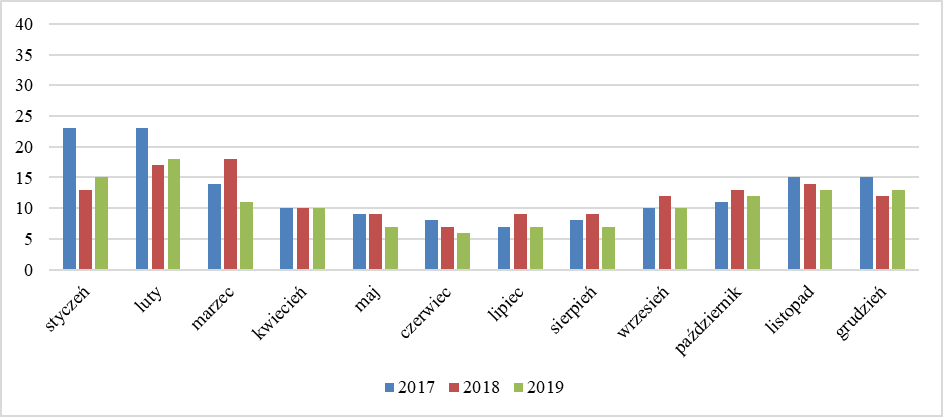 40
35
30
25
20
15
10
5
0
styczeń
luty
marzec
kwiecień
maj
czerwiec
lipiec
sierpień
wrzesień
październik
listopad
grudzień
2017 2018 2019